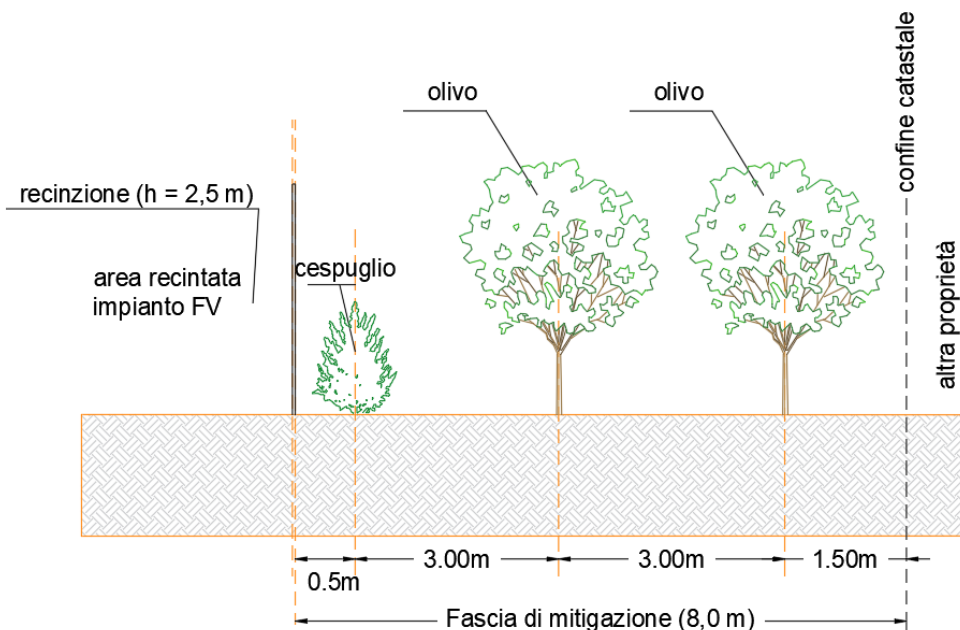 olivo
olivo
confine catastale
recinzione (h = 2,5 m)
cespuglio
area recintata
impianto FV
altra proprietà
0.5m
3.00m
3.00m
1.50m
Fascia di mitigazione (8,0 m)